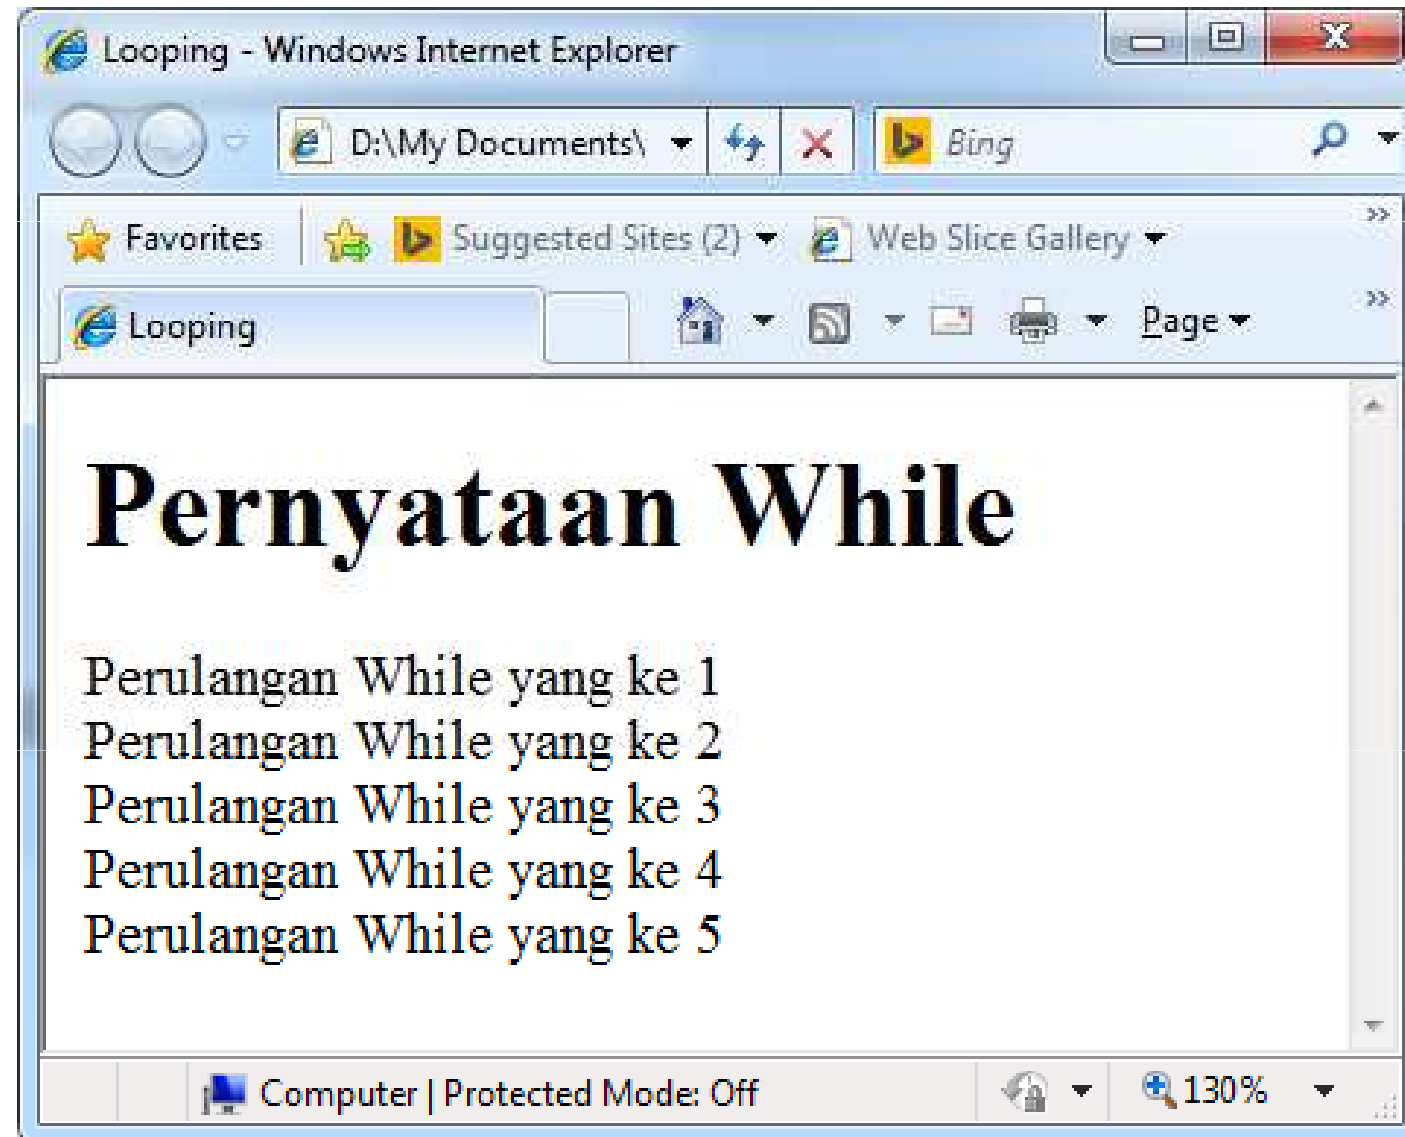 Looping - Windows Internet Explorer
D:\My Documents\ Bing
Favorites Suggested Sites (2) Web Slice Gallery
Looping Page
Pernyataan While
Perulangan While yang ke 1
Perulangan While yang ke 2
Perulangan While yang ke 3
Perulangan While yang ke 4
Perulangan While yang ke 5
Computer | Protected Mode: Off 130%